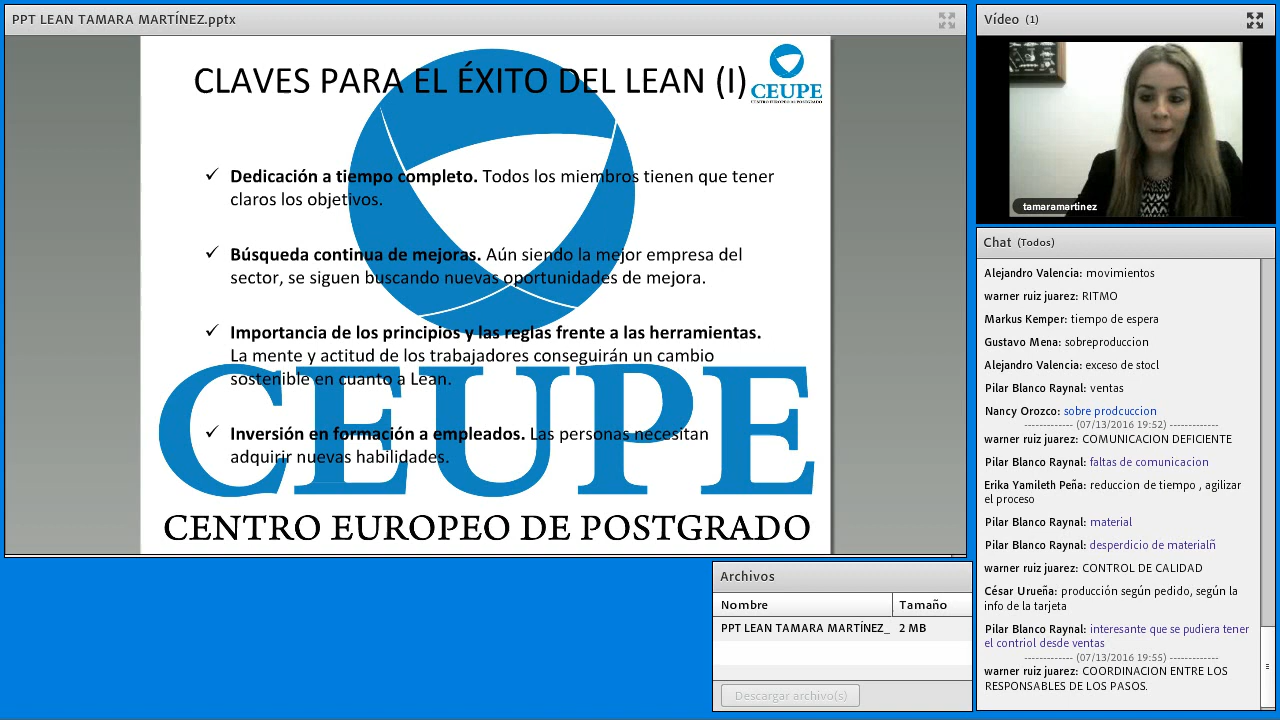 PPT LEAN TAMARA MARTÍNEZ.pptx
CLAVES PARA EL ÉXITO DEL LEAN (I)
CEUPE
CENTRO EUROPEO DE POSTGRADO
✓ Dedicación a tiempo completo. Todos los miembros tienen que tener
claros los objetivos.
✓ Búsqueda continua de mejoras. Aún siendo la mejor empresa del
sector, se siguen buscando nuevas oportunidades de mejora.
✓ Importancia de los principios y las reglas frente a las herramientas.
La mente y actitud de los trabajadores conseguirán un cambio
sostenible en cuanto a Lean.
✓ Inversión en formación a empleados. Las personas necesitan
adquirir nuevas habilidades.
CEUPE
CENTRO EUROPEO DE POSTGRADO
Vídeo (1)
tamaramartinez
Chat (Todos)
Alejandro Valencia: movimientos
warner ruiz juarez: RITMO
Markus Kemper: tiempo de espera
Gustavo Mena: sobreproduccion
Alejandro Valencia: exceso de stocl
Pilar Blanco Raynal: ventas
Nancy Orozco: sobre prodcuccion
------------- (07/13/2016 19:52) -------------
warner ruiz juarez: COMUNICACION DEFICIENTE
Pilar Blanco Raynal: faltas de comunicacion
Erika Yamileth Peña: reduccion de tiempo , agilizar
el proceso
Pilar Blanco Raynal: material
Pilar Blanco Raynal: desperdicio de materialñ
warner ruiz juarez: CONTROL DE CALIDAD
César Urueña: producción según pedido, según la
info de la tarjeta
Pilar Blanco Raynal: interesante que se pudiera tener
el contriol desde ventas
------------- (07/13/2016 19:55) -------------
warner ruiz juarez: COORDINACION ENTRE LOS
RESPONSABLES DE LOS PASOS.
Archivos
Nombre Tamaño
PPT LEAN TAMARA MARTÍNEZ_ 2 MB
Descargar archivo(s)